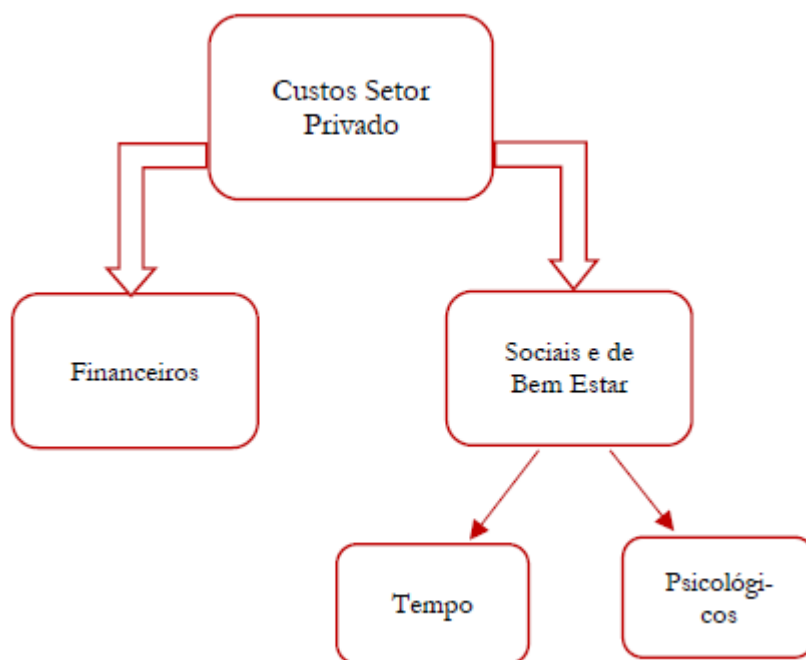 Custos Setor
Privado
Financeiros
Sociais e de
Bem Estar
Tempo
Psicológi-
cos